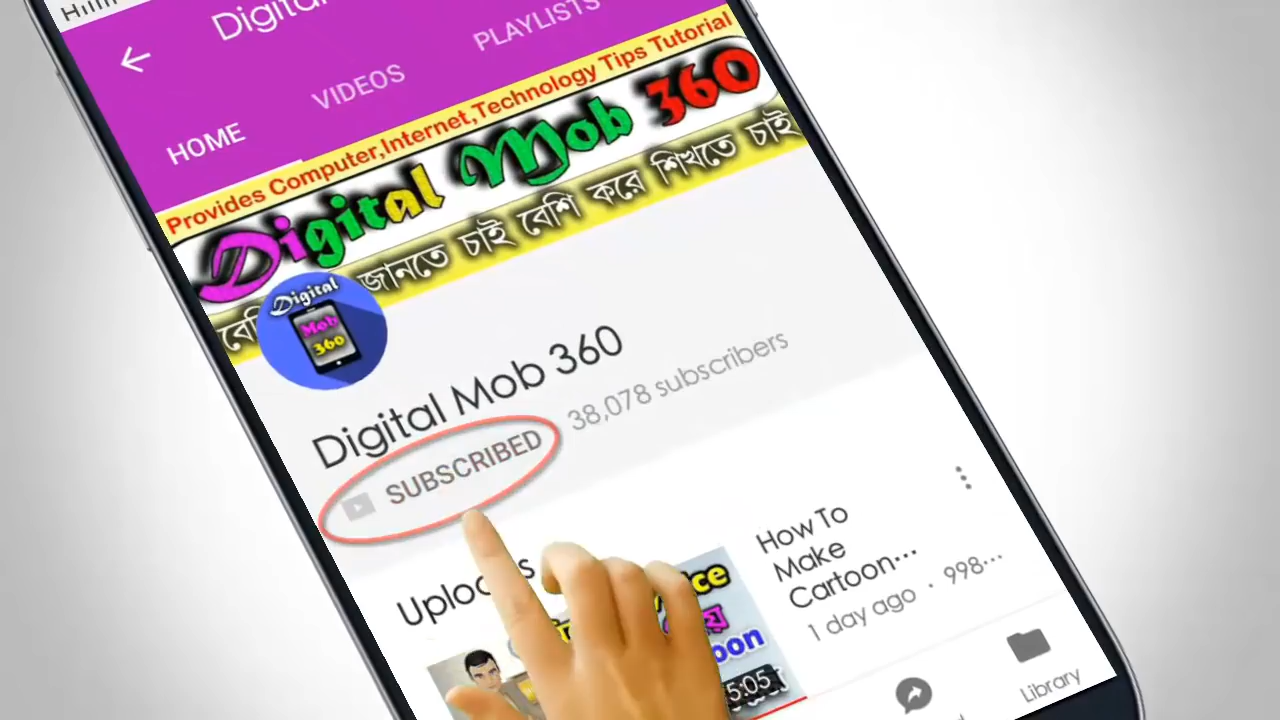 Digital
HOME VIDEOS PLAYLISTS
Provides Computer,Internet,Technology Tips Tutorial
Digital Mob 360
জানতে চাই বেশি করে শিখতে চাই
Digital
Mob
360
Digital Mob 360
SUBSCRIBED 38,078 subscribers
How To
Make
Cartoon...
1 day ago · 998...
5:05
Library